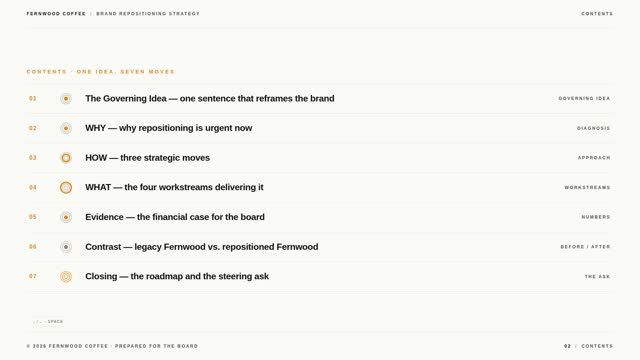 FERNWOOD COFFEE | BRAND REPOSITIONING STRATEGY
CONTENTS
CONTENTS · ONE IDEA, SEVEN MOVES
01 The Governing Idea — one sentence that reframes the brand GOVERNING IDEA
02 WHY — why repositioning is urgent now DIAGNOSIS
03 HOW — three strategic moves APPROACH
04 WHAT — the four workstreams delivering it WORKSTREAMS
05 Evidence — the financial case for the board NUMBERS
06 Contrast — legacy Fernwood vs. repositioned Fernwood BEFORE / AFTER
07 Closing — the roadmap and the steering ask THE ASK
SPACE
© 2026 FERNWOOD COFFEE · PREPARED FOR THE BOARD
02 | CONTENTS